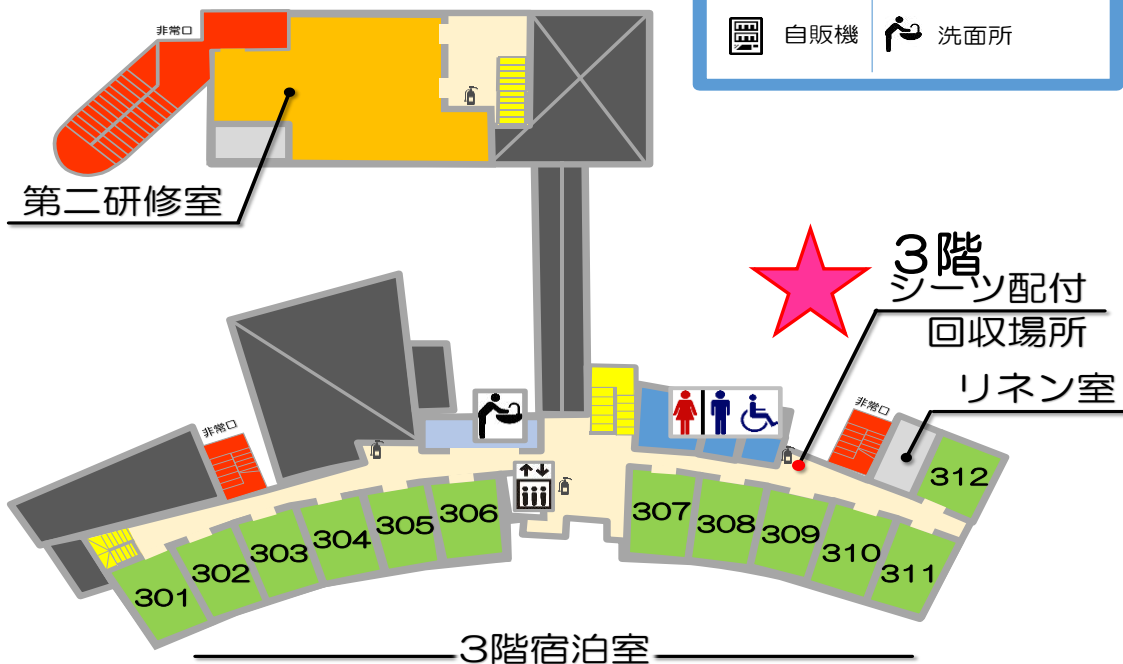 非常口
自販機
洗面所
第二研修室
3階
シーツ配付
回収場所
リネン室
非常口
非常口
312
306
307
305
308
304
309
303
310
302
311
301
3階宿泊室